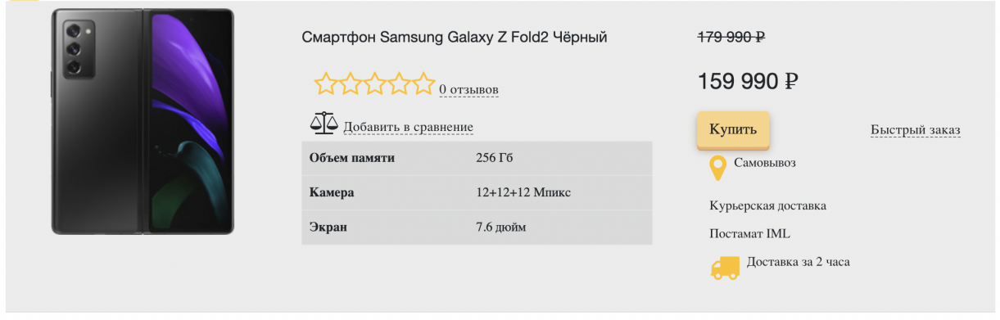 Смартфон Samsung Galaxy Z Fold2 Чёрный
0 отзывов
Добавить в сравнение
Объем памяти 256 Гб
Камера 12+12+12 Мпикс
Экран 7.6 дюйм
179 990 ₽
159 990 ₽
Купить
Быстрый заказ
Самовывоз
Курьерская доставка
Постамат IML
Доставка за 2 часа